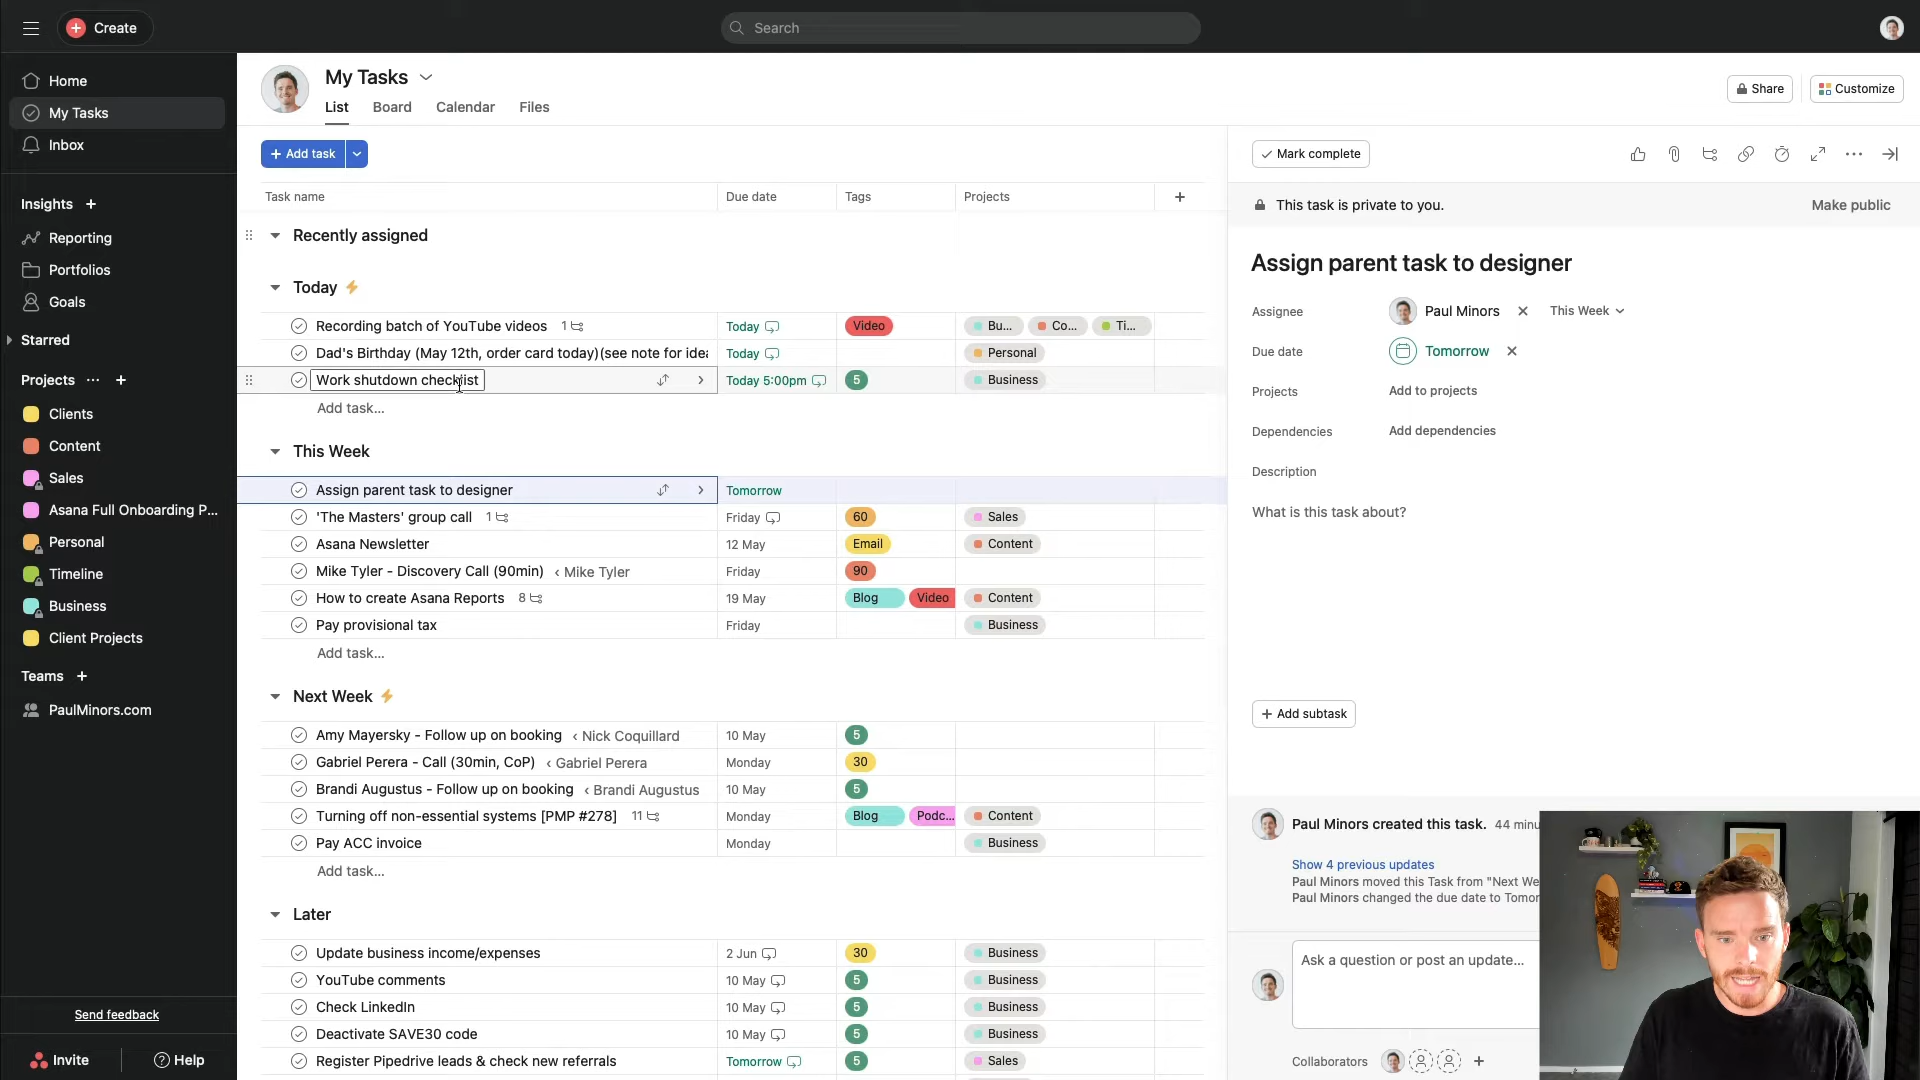 Create
Search
Home
My Tasks
Inbox
Insights
Reporting
Portfolios
Goals
Starred
Projects
Clients
Content
Sales
Asana Full Onboarding P...
Personal
Timeline
Business
Client Projects
Teams
PaulMinors.com
Send feedback
Invite
Help
My Tasks
List Board Calendar Files
Share
Customize
Add task
Task name Due date Tags Projects
Recently assigned
Today
Recording batch of YouTube videos 1 Today Video Bu... Co... Ti...
Dad's Birthday (May 12th, order card today)(see note for idea Today Personal
Work shutdown checklist Today 5:00pm 5 Business
Add task...
This Week
Assign parent task to designer Tomorrow
'The Masters' group call 1 Friday 60 Sales
Asana Newsletter 12 May Email Content
Mike Tyler - Discovery Call (90min) ‹ Mike Tyler Friday 90
How to create Asana Reports 8 19 May Blog Video Content
Pay provisional tax Friday Business
Add task...
Next Week
Amy Mayersky - Follow up on booking ‹ Nick Coquillard 10 May 5
Gabriel Perera - Call (30min, CoP) ‹ Gabriel Perera Monday 30
Brandi Augustus - Follow up on booking ‹ Brandi Augustus 10 May 5
Turning off non-essential systems [PMP #278] 11 Monday Blog Podc... Content
Pay ACC invoice Monday Business
Add task...
Later
Update business income/expenses 2 Jun 30 Business
YouTube comments 10 May 5 Business
Check LinkedIn 10 May 5 Business
Deactivate SAVE30 code 10 May 5 Business
Register Pipedrive leads & check new referrals Tomorrow 5 Sales
Mark complete
This task is private to you. Make public
Assign parent task to designer
Assignee Paul Minors This Week
Due date Tomorrow
Projects Add to projects
Dependencies Add dependencies
Description
What is this task about?
Add subtask
Paul Minors created this task. 44 minu
Show 4 previous updates
Paul Minors moved this Task from "Next We
Paul Minors changed the due date to Tomor
Ask a question or post an update...
Collaborators